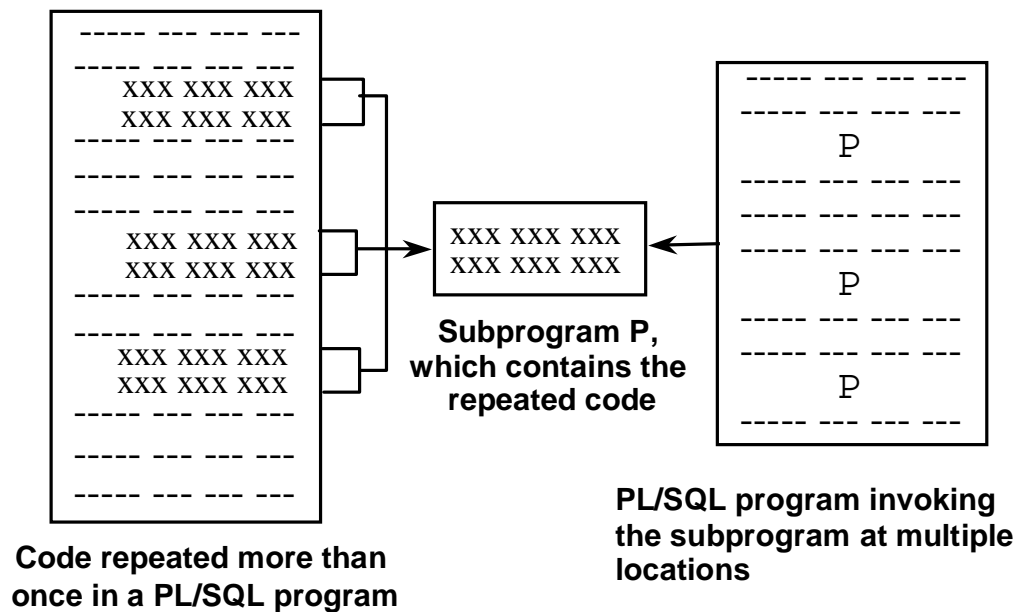 ----- --- --- ---
----- --- --- ---
xxx xxx xxx
xxx xxx xxx
----- --- --- ---
----- --- --- ---
----- --- --- ---
xxx xxx xxx
xxx xxx xxx
----- --- --- ---
----- --- --- ---
xxx xxx xxx
xxx xxx xxx
----- --- --- ---
----- --- --- ---
----- --- --- ---
Code repeated more than
once in a PL/SQL program
xxx xxx xxx
xxx xxx xxx
Subprogram P,
which contains the
repeated code
----- --- --- ---
----- --- --- ---
P
----- --- --- ---
----- --- --- ---
----- --- --- ---
P
----- --- --- ---
----- --- --- ---
P
----- --- --- ---
PL/SQL program invoking
the subprogram at multiple
locations